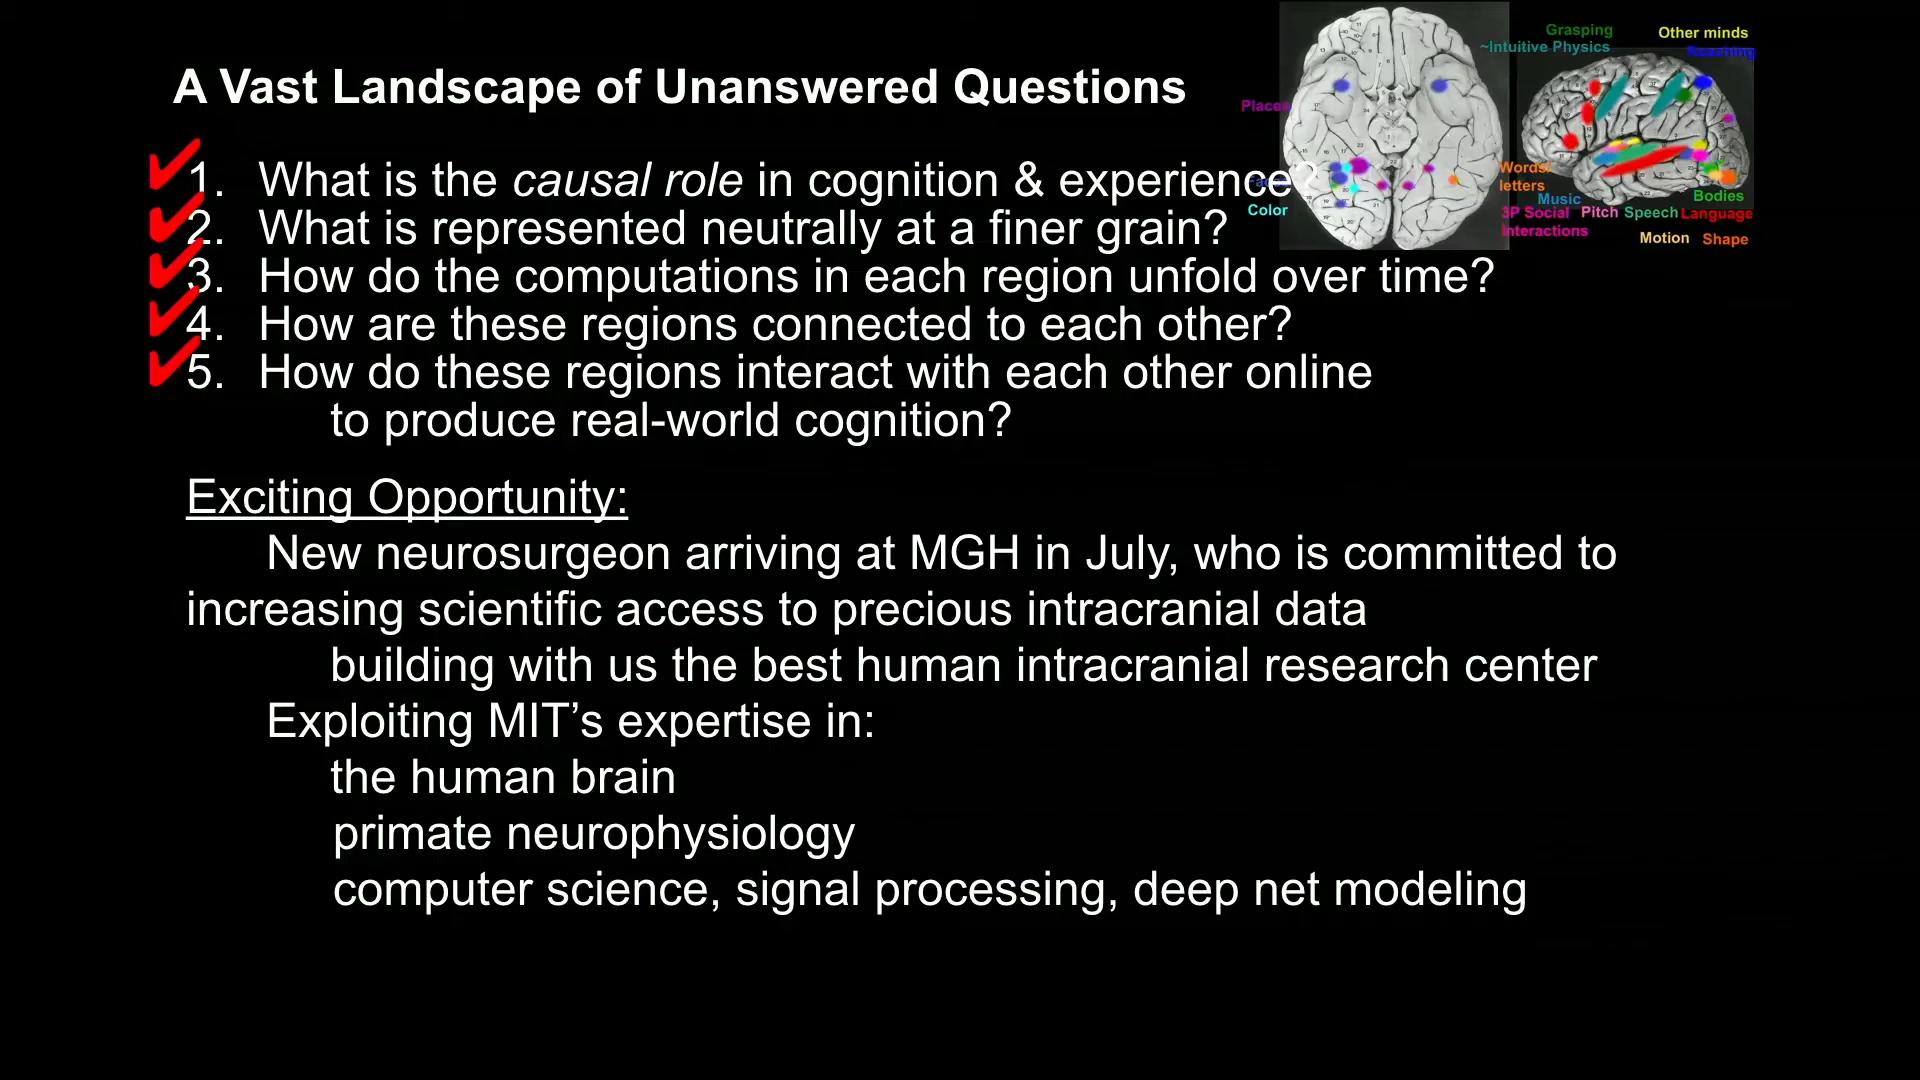 A Vast Landscape of Unanswered Questions
1. What is the causal role in cognition & experience?
2. What is represented neutrally at a finer grain?
3. How do the computations in each region unfold over time?
4. How are these regions connected to each other?
5. How do these regions interact with each other online
to produce real-world cognition?
Exciting Opportunity:
New neurosurgeon arriving at MGH in July, who is committed to
increasing scientific access to precious intracranial data
building with us the best human intracranial research center
Exploiting MIT’s expertise in:
the human brain
primate neurophysiology
computer science, signal processing, deep net modeling
Grasping
Other minds
~Intuitive Physics
Reaching
Places
Color
Words/
letters
Music
Bodies
3P Social Pitch Speech Language
Interactions
Motion Shape